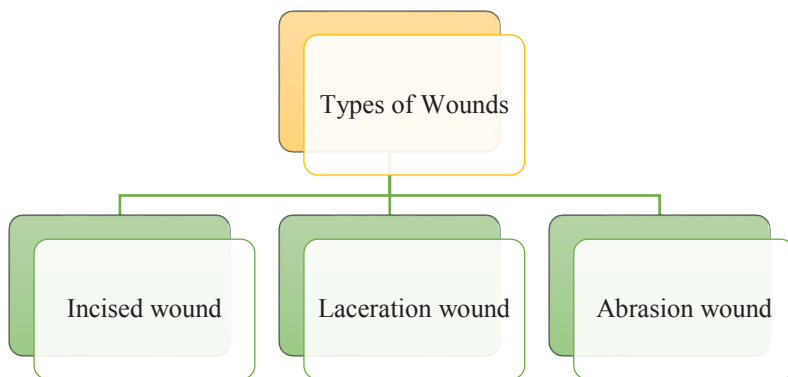 Types of Wounds
Incised wound
Laceration wound
Abrasion wound